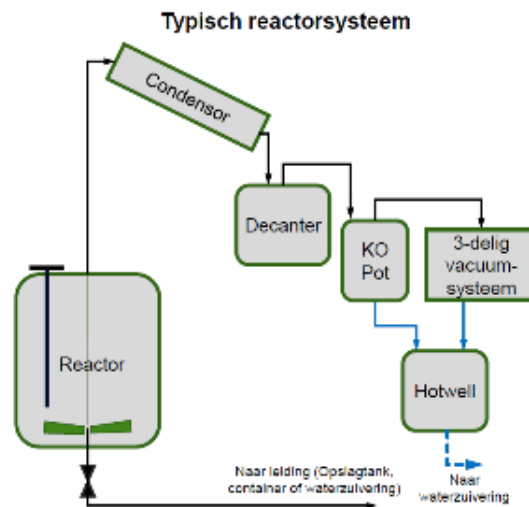 Typisch reactorsysteem
Condensor
Decanter
KO
Pot
3-delig
vacuum-
systeem
Reactor
Hotwell
Naar leiding (Opslagtank,
container of waterzuivering)
Naar
waterzuivering